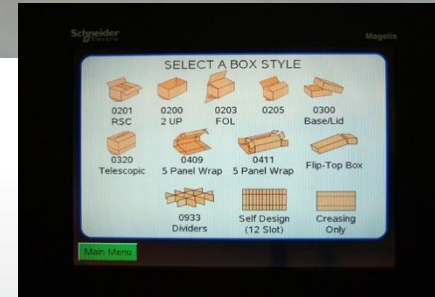 Schneider
Electric
Magelis
SELECT A BOX STYLE
0201 0200 0203 0205 0300
RSC 2 UP FOL Base/Lid
0320 0409 0411 Flip-Top Box
Telescopic 5 Panel Wrap 5 Panel Wrap
0933 Self Design Creasing
Dividers (12 Slot) Only
Main Menu